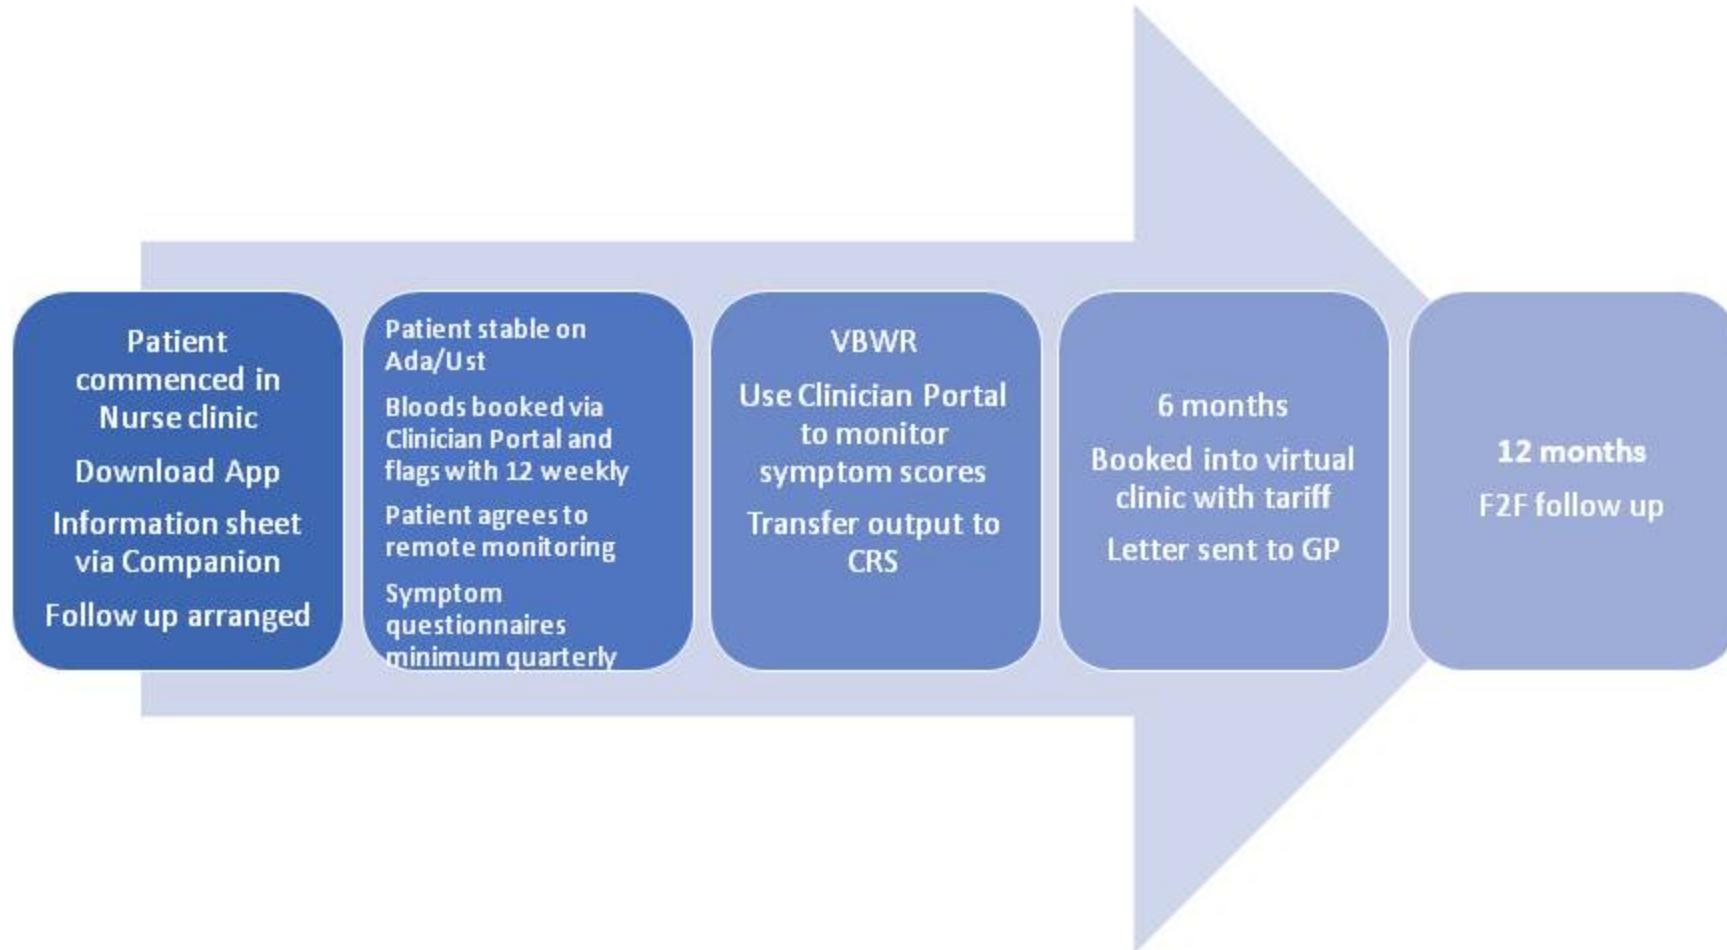 Patient
commenced in
Nurse clinic
Download App
Information sheet
via Companion
Follow up arranged
Patient stable on
Ada/Ust
Bloods booked via
Clinician Portal and
flags with 12 weekly
Patient agrees to
remote monitoring
Symptom
questionnaires
minimum quarterly
VBWR
Use Clinician Portal
to monitor
symptom scores
Transfer output to
CRS
6 months
Booked into virtual
clinic with tariff
Letter sent to GP
12 months
F2F follow up